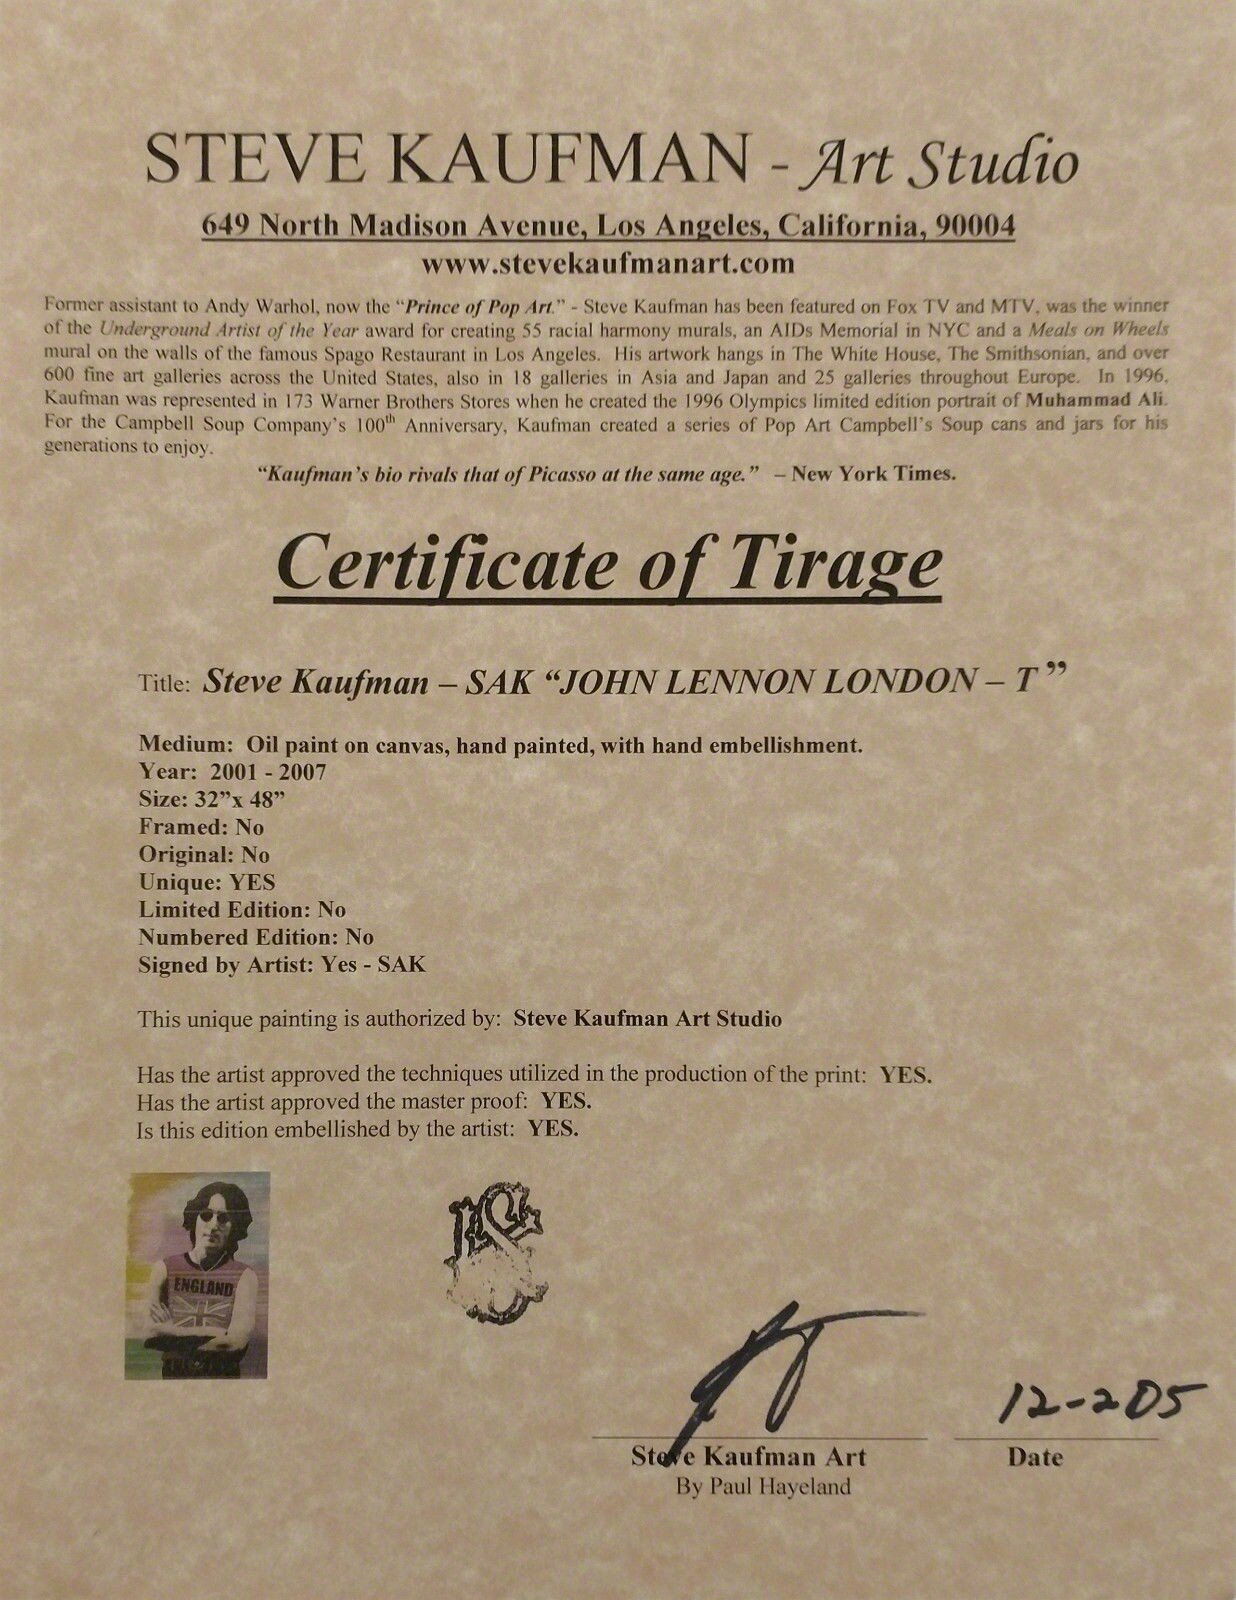 STEVE KAUFMAN - Art Studio
649 North Madison Avenue, Los Angeles, California, 90004
www.stevekaufmanart.com
Former assistant to Andy Warhol, now the “Prince of Pop Art.” - Steve Kaufman has been featured on Fox TV and MTV, was the winner
of the Underground Artist of the Year award for creating 55 racial harmony murals, an AIDs Memorial in NYC and a Meals on Wheels
mural on the walls of the famous Spago Restaurant in Los Angeles. His artwork hangs in The White House, The Smithsonian, and over
600 fine art galleries across the United States, also in 18 galleries in Asia and Japan and 25 galleries throughout Europe. In 1996,
Kaufman was represented in 173 Warner Brothers Stores when he created the 1996 Olympics limited edition portrait of Muhammad Ali.
For the Campbell Soup Company’s 100th Anniversary, Kaufman created a series of Pop Art Campbell’s Soup cans and jars for his
generations to enjoy.
“Kaufman’s bio rivals that of Picasso at the same age.” – New York Times.
Certificate of Tirage
Title: Steve Kaufman – SAK “JOHN LENNON LONDON – T”
Medium: Oil paint on canvas, hand painted, with hand embellishment.
Year: 2001 - 2007
Size: 32”x 48”
Framed: No
Original: No
Unique: YES
Limited Edition: No
Numbered Edition: No
Signed by Artist: Yes - SAK
This unique painting is authorized by: Steve Kaufman Art Studio
Has the artist approved the techniques utilized in the production of the print: YES.
Has the artist approved the master proof: YES.
Is this edition embellished by the artist: YES.
ENGLAND
12-205
Steve Kaufman Art
Date
By Paul Hayeland